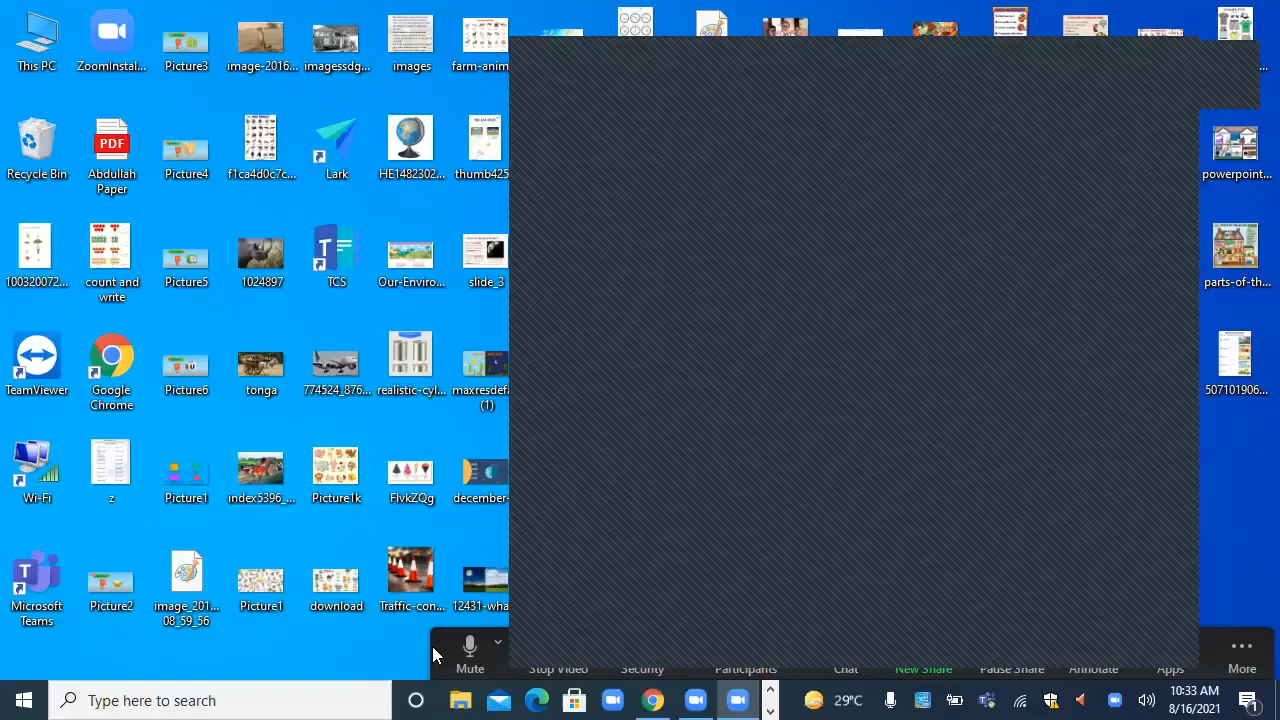 This PC
ZoomInstal...
Picture3
image-2016...
imagessdg...
images
farm-anim
Recycle Bin
PDF
Abdullah
Paper
Picture4
f1ca4d0c7c...
Lark
HE1482302...
thumb425
powerpoint...
100320072...
count and
write
Picture5
1024897
TCS
Our-Enviro...
slide_3
parts-of-th...
TeamViewer
Google
Chrome
Picture6
tonga
774524_876...
realistic-cyl...
maxresdefa
(1)
507101906...
Wi-Fi
z
Picture1
index5396_...
Picture1k
FlvkZQg
december-
Microsoft
Teams
Picture2
image_201...
08_59_56
Picture1
download
Traffic-con...
12431-wha
Mute
Stop Video
Security
Participants
Chat
New Share
Pause Share
Annotate
Apps
More
Type here to search
29°C
10:33 AM
8/16/2021
1